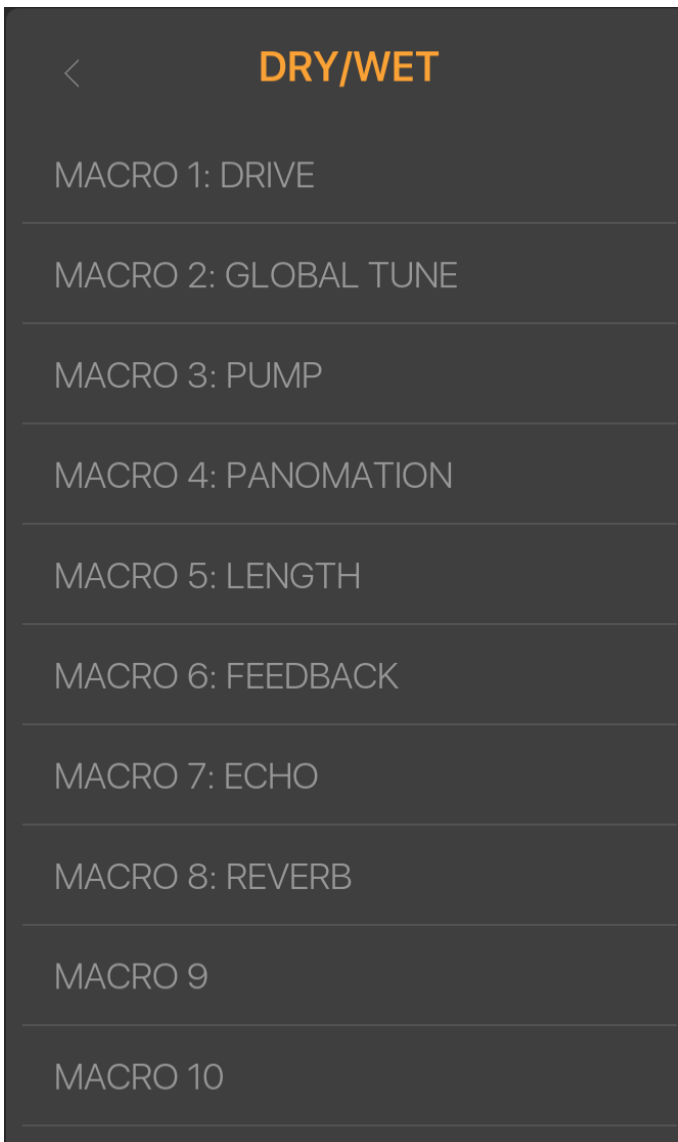 DRY/WET
MACRO 1: DRIVE
MACRO 2: GLOBAL TUNE
MACRO 3: PUMP
MACRO 4: PANOMATION
MACRO 5: LENGTH
MACRO 6: FEEDBACK
MACRO 7: ECHO
MACRO 8: REVERB
MACRO 9
MACRO 10